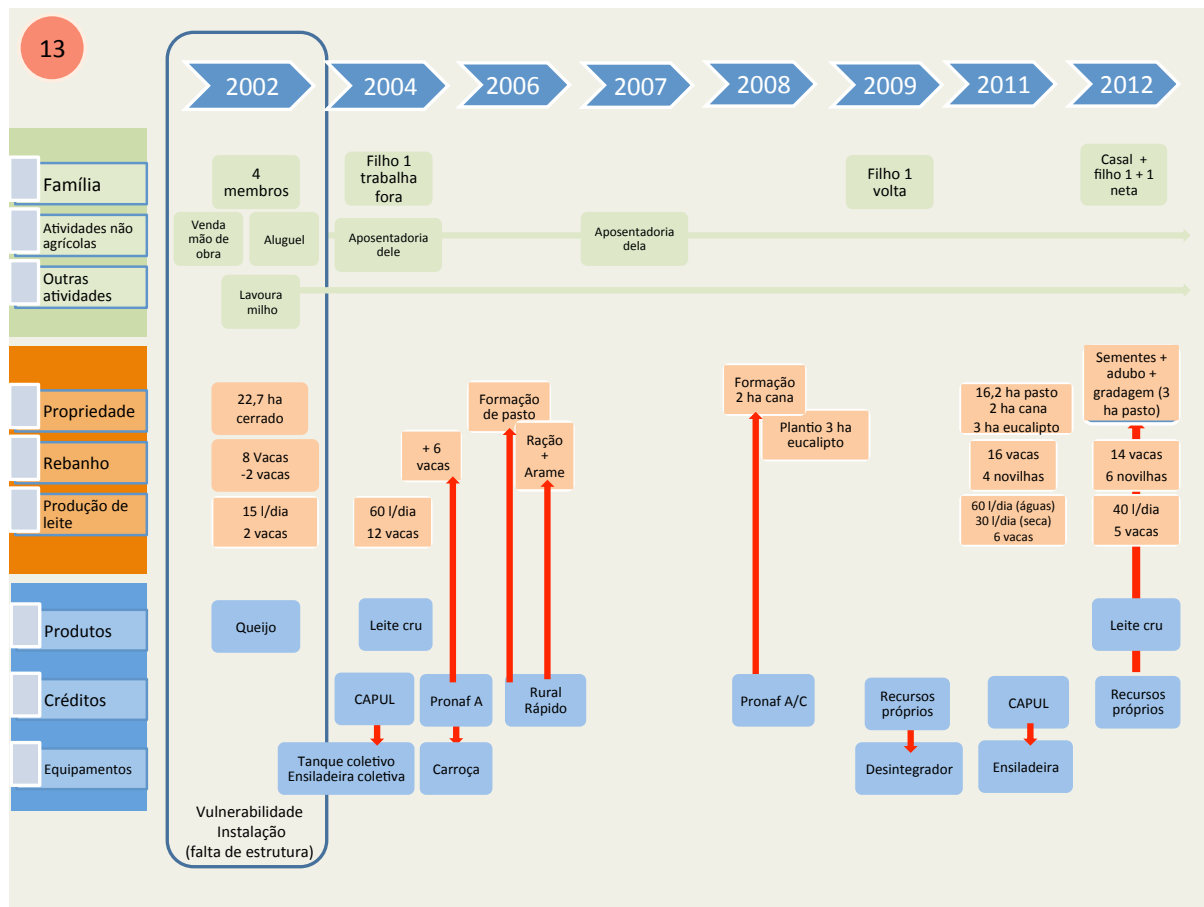 13
2002
2004
2006
2007
2008
2009
2011
2012
Família
4
membros
Filho 1
trabalha
fora
Filho 1
volta
Casal +
filho 1 + 1
neta
Atividades não
agrícolas
Venda
mão de
obra
Aluguel
Aposentadoria
dele
Aposentadoria
dela
Outras
atividades
Lavoura
milho
Propriedade
22,7 ha
cerrado
Formação
de pasto
Formação
2 ha cana
Plantio 3 ha
eucalipto
16,2 ha pasto
2 ha cana
3 ha eucalipto
Sementes +
adubo +
gradagem (3
ha pasto)
Rebanho
8 Vacas
-2 vacas
+ 6
vacas
Ração
+
Arame
16 vacas
4 novilhas
14 vacas
6 novilhas
Produção de
leite
15 l/dia
2 vacas
60 l/dia
12 vacas
60 l/dia (águas)
30 l/dia (seca)
6 vacas
40 l/dia
5 vacas
Produtos
Queijo
Leite cru
Leite cru
Créditos
CAPUL
Pronaf A
Rural
Rápido
Pronaf A/C
Recursos
próprios
CAPUL
Recursos
próprios
Equipamentos
Tanque coletivo
Ensiladeira coletiva
Carroça
Desintegrador
Ensiladeira
Vulnerabilidade
Instalação
(falta de estrutura)